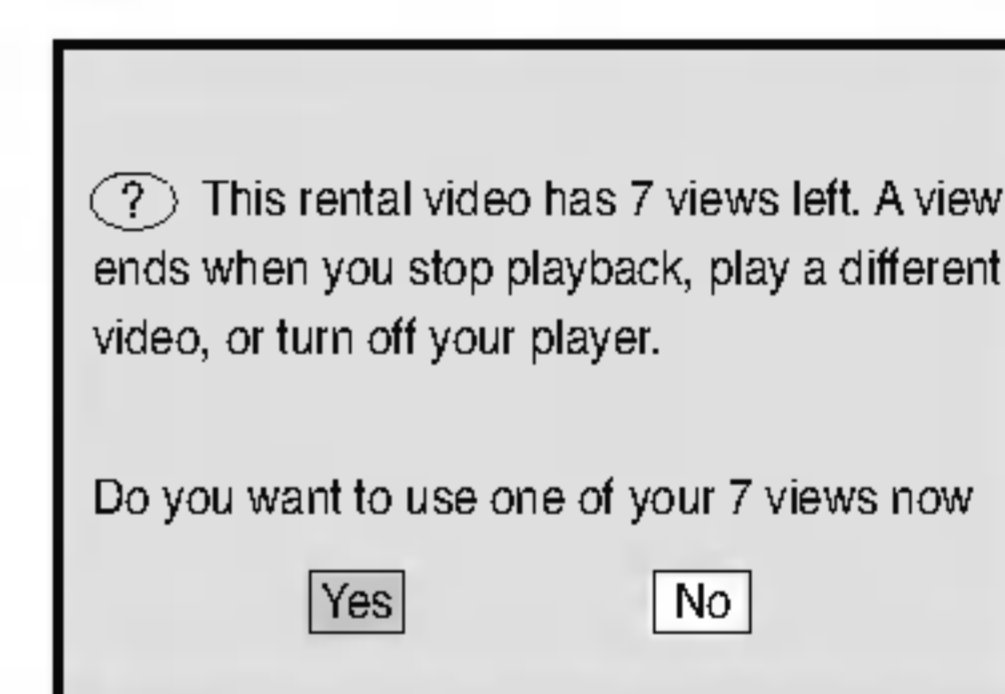 ? This rental video has 7 views left. A view
ends when you stop playback, play a different
video, or turn off your player.
Do you want to use one of your 7 views now
Yes No